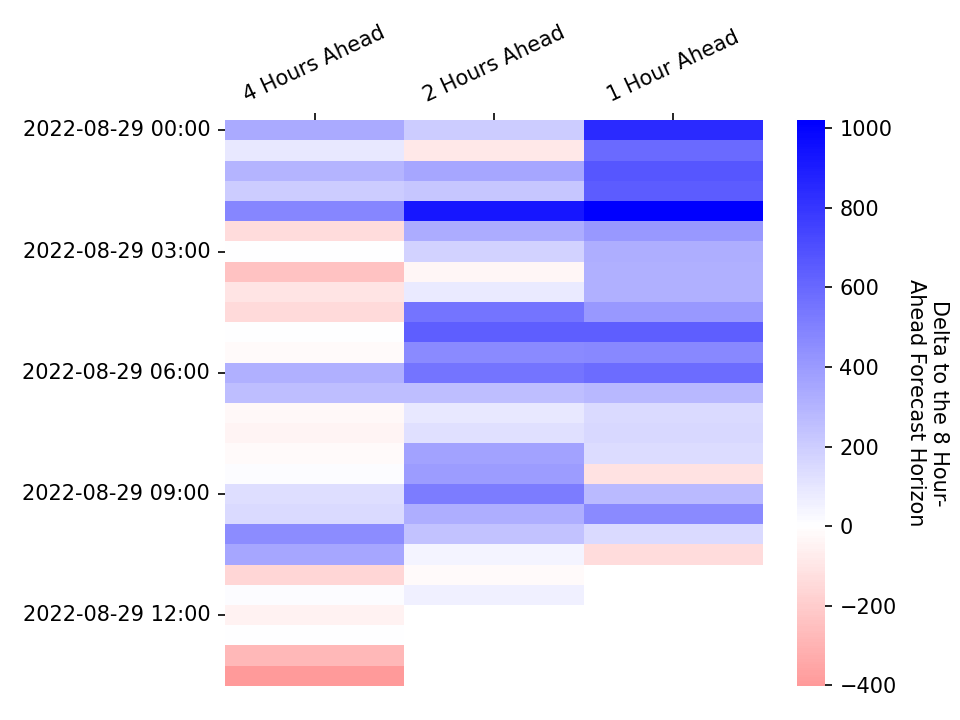 4 Hours Ahead
2 Hours Ahead
1 Hour Ahead
2022-08-29 00:00
2022-08-29 03:00
2022-08-29 06:00
2022-08-29 09:00
2022-08-29 12:00
1000
800
600
400
200
0
−200
−400
Delta to the 8 Hour-
Ahead Forecast Horizon